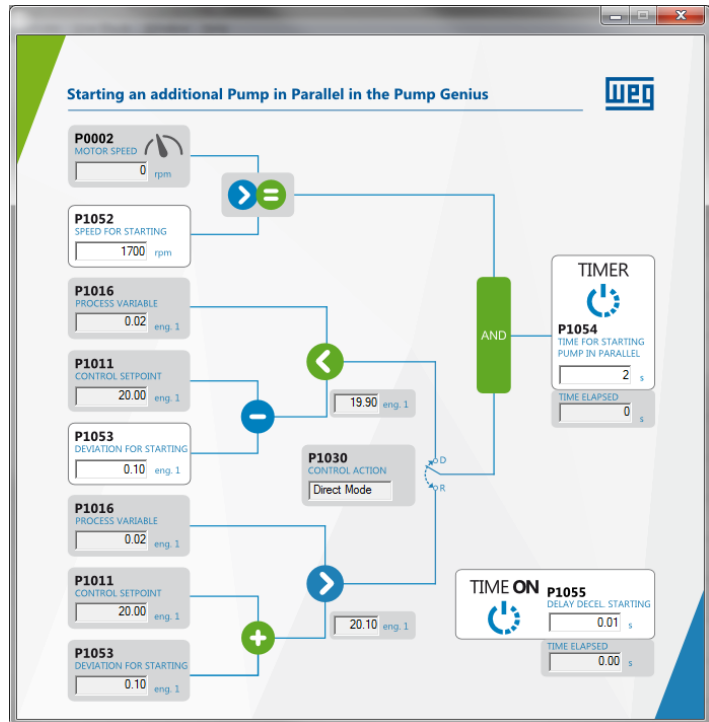 Starting an additional Pump in Parallel in the Pump Genius
WEG
P0002
MOTOR SPEED
0 rpm
P1052
SPEED FOR STARTING
1700 rpm
P1016
PROCESS VARIABLE
0.02 eng. 1
P1011
CONTROL SETPOINT
20.00 eng. 1
P1053
DEVIATION FOR STARTING
0.10 eng. 1
19.90 eng. 1
AND
TIMER
P1054
TIME FOR STARTING
PUMP IN PARALLEL
2 s
TIME ELAPSED
0 s
P1030
CONTROL ACTION
Direct Mode
D
R
P1016
PROCESS VARIABLE
0.02 eng. 1
P1011
CONTROL SETPOINT
20.00 eng. 1
P1053
DEVIATION FOR STARTING
0.10 eng. 1
20.10 eng. 1
TIME ON
P1055
DELAY DECEL. STARTING
0.01 s
TIME ELAPSED
0.00 s